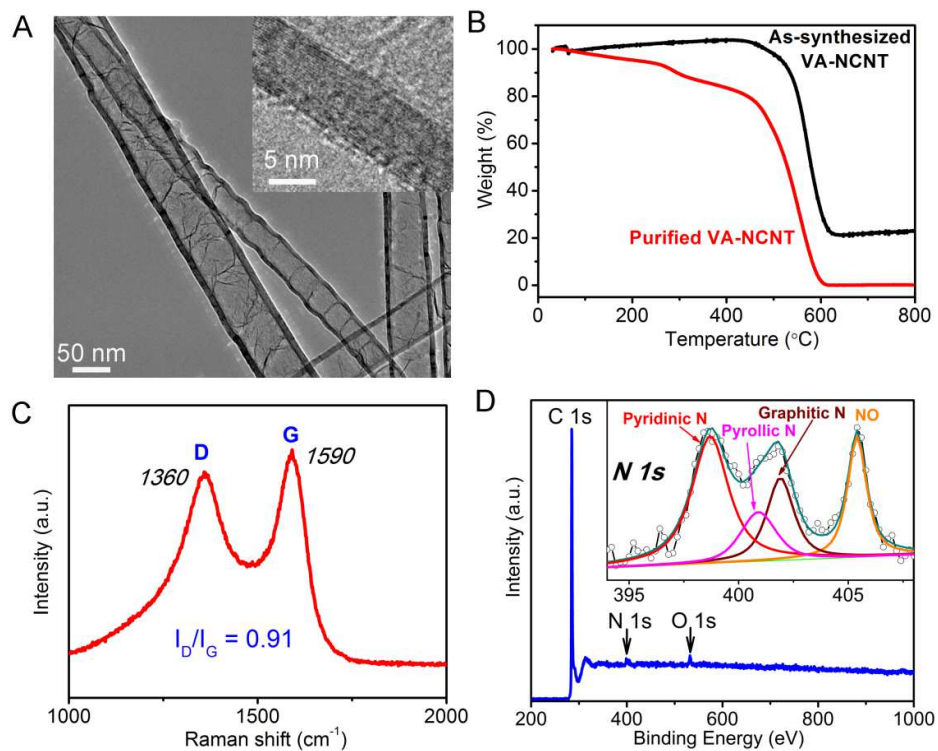 A
5 nm
50 nm
B
As-synthesized
VA-NCNT
Purified VA-NCNT
Weight (%)
100
80
60
40
20
0
200
400
600
800
Temperature (°C)
C
D
G
1360
1590
I_D/I_G = 0.91
Intensity (a.u.)
1000
1500
2000
Raman shift (cm⁻¹)
D
C 1s
Pyridinic N
Pyrollic N
Graphitic N
NO
N 1s
395
400
405
N 1s
O 1s
Intensity (a.u.)
200
400
600
800
1000
Binding Energy (eV)